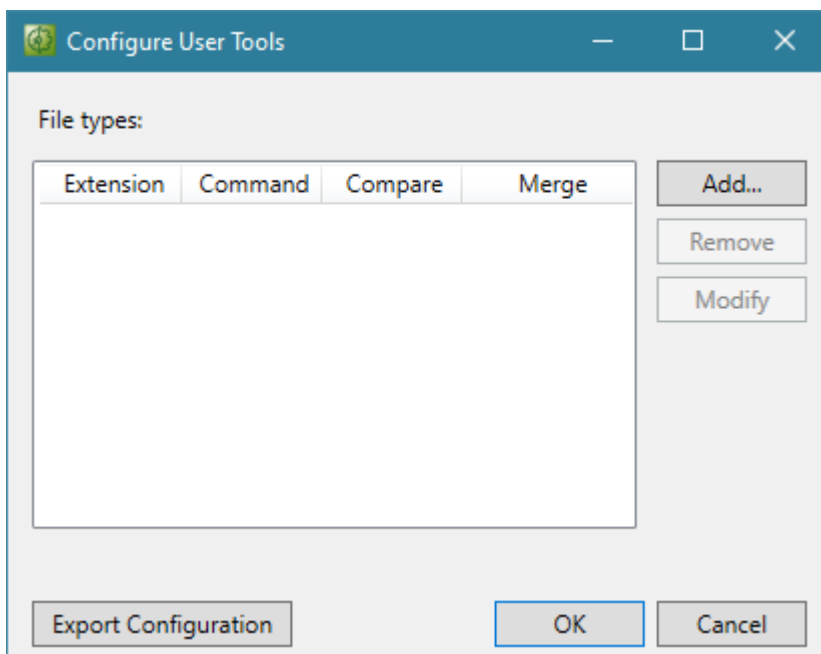 Configure User Tools
File types:
Extension Command Compare Merge
Add...
Remove
Modify
Export Configuration OK Cancel